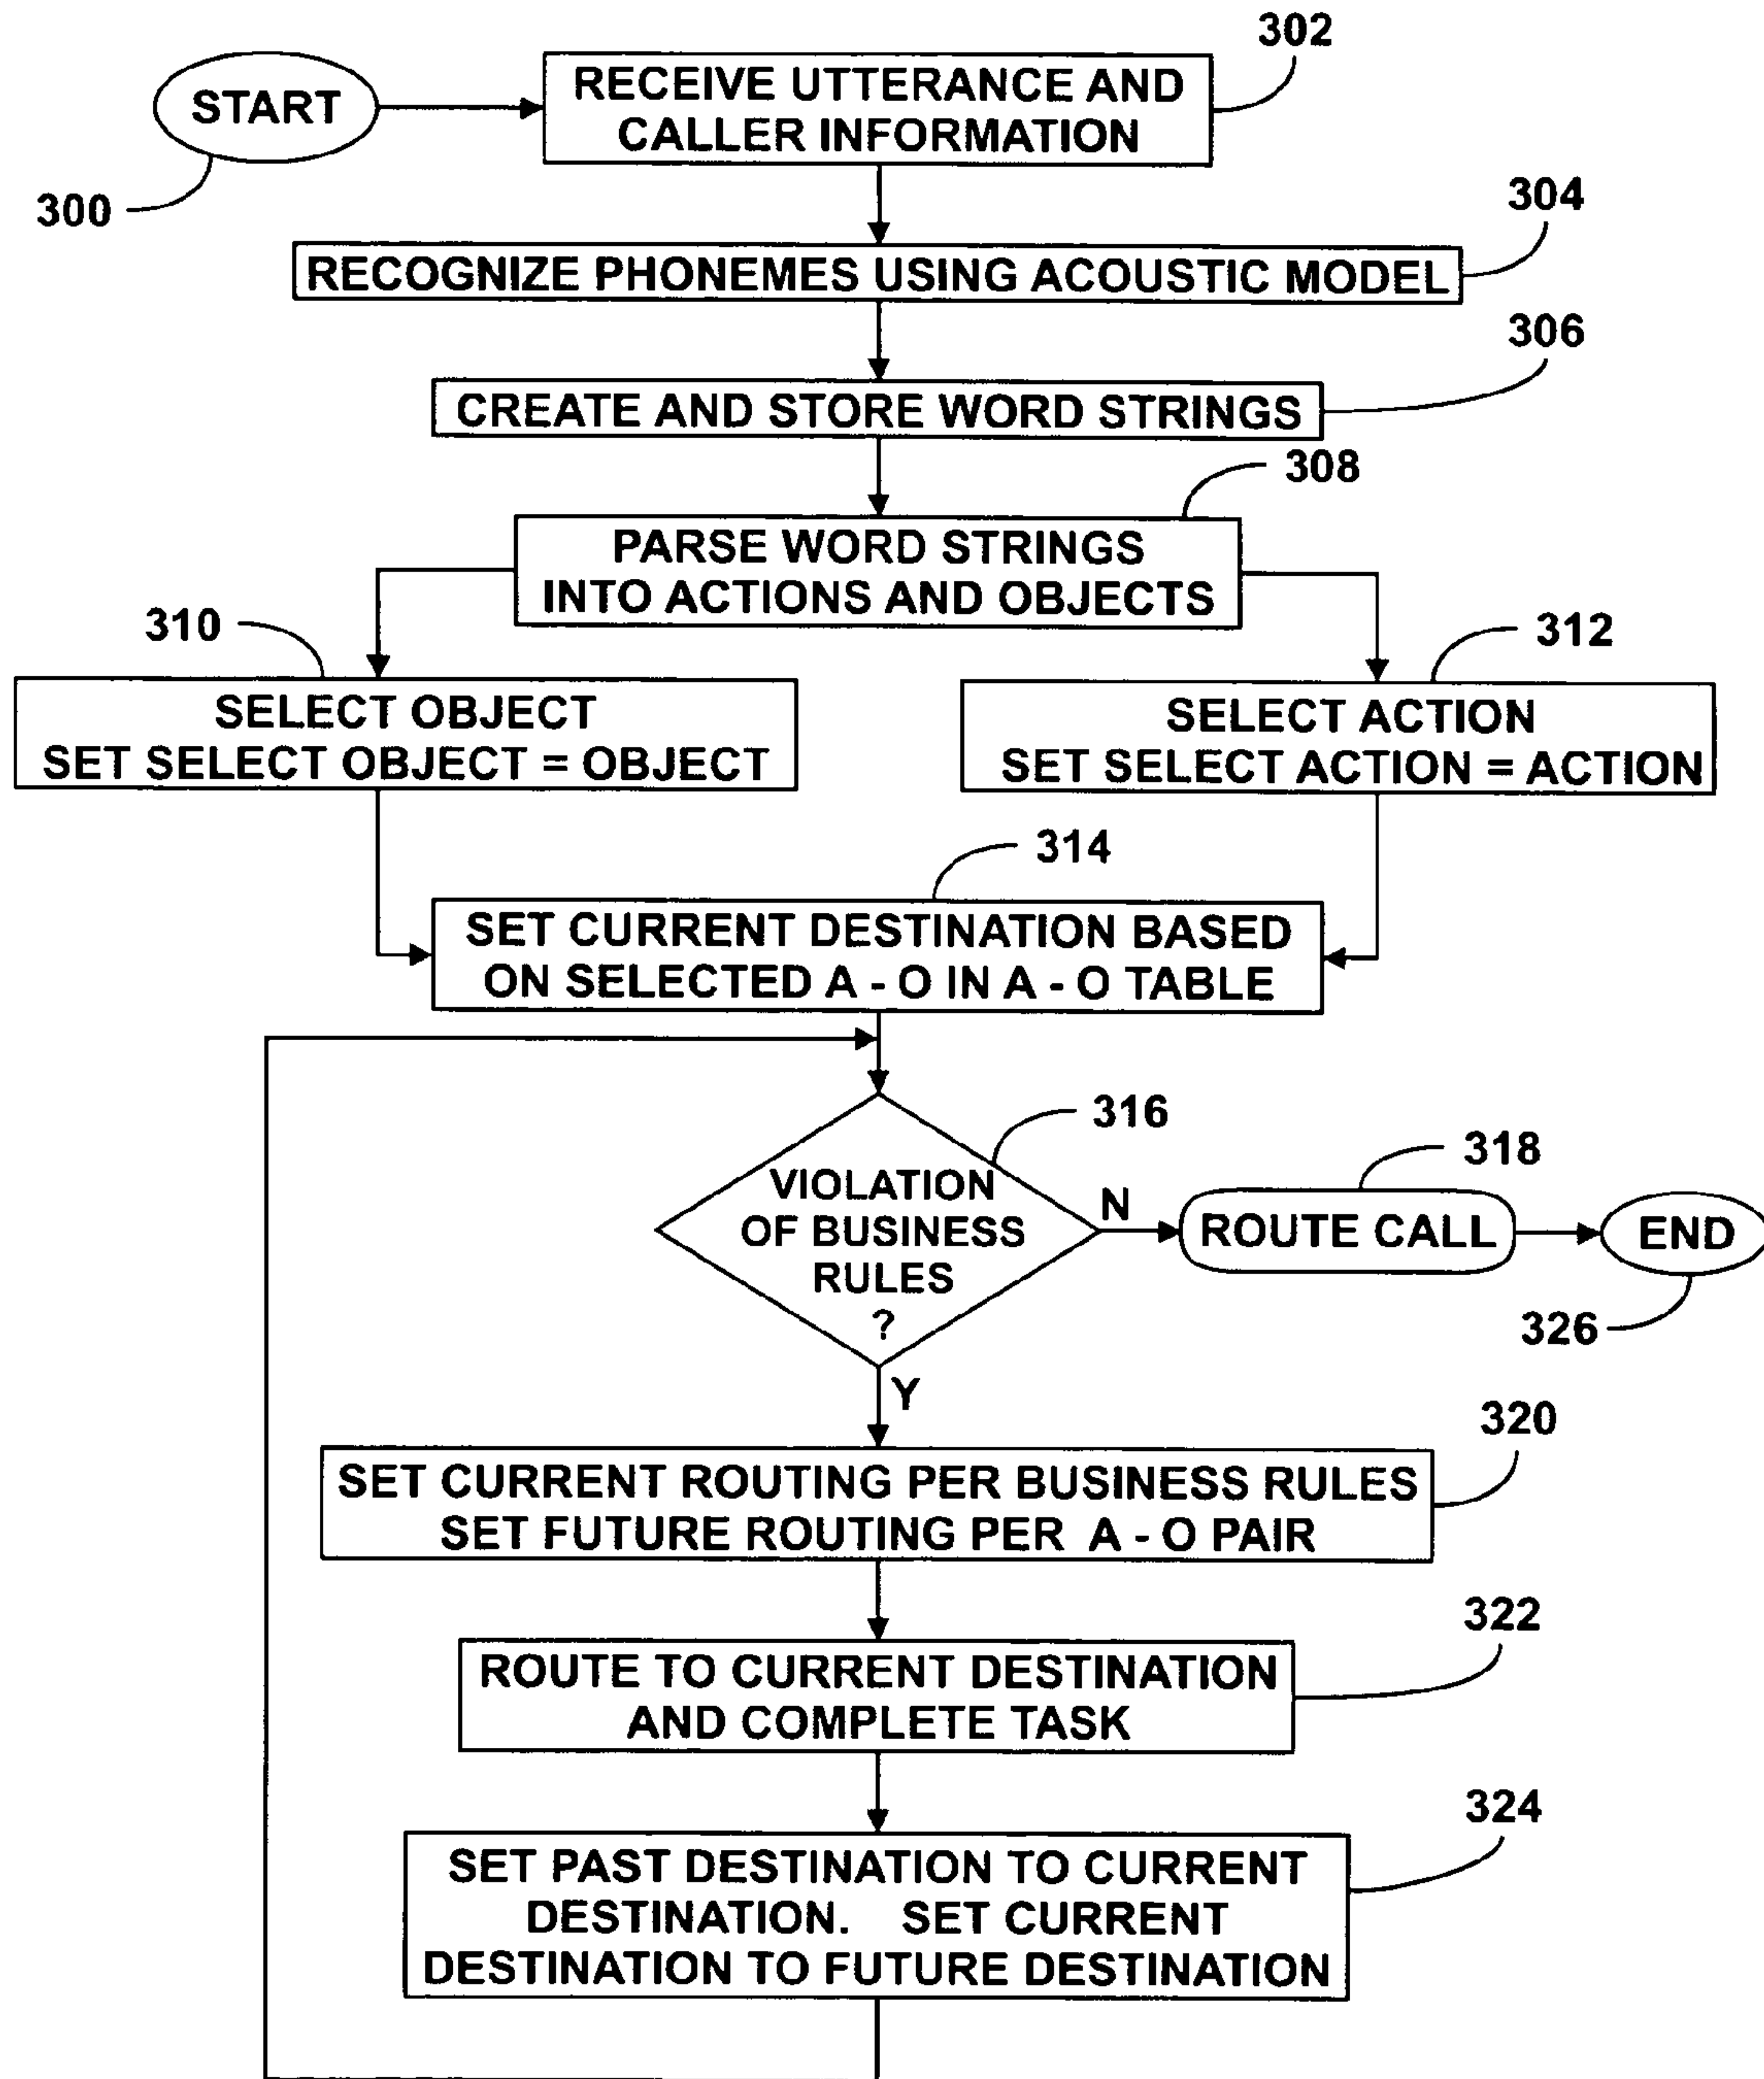 302
START
RECEIVE UTTERANCE AND
CALLER INFORMATION
300
304
RECOGNIZE PHONEMES USING ACOUSTIC MODEL
306
CREATE AND STORE WORD STRINGS
308
PARSE WORD STRINGS
INTO ACTIONS AND OBJECTS
310
312
SELECT OBJECT
SET SELECT OBJECT = OBJECT
SELECT ACTION
SET SELECT ACTION = ACTION
314
SET CURRENT DESTINATION BASED
ON SELECTED A - O IN A - O TABLE
316
318
VIOLATION
OF BUSINESS
RULES
?
N
ROUTE CALL
END
326
Y
320
SET CURRENT ROUTING PER BUSINESS RULES
SET FUTURE ROUTING PER A - O PAIR
322
ROUTE TO CURRENT DESTINATION
AND COMPLETE TASK
324
SET PAST DESTINATION TO CURRENT
DESTINATION. SET CURRENT
DESTINATION TO FUTURE DESTINATION